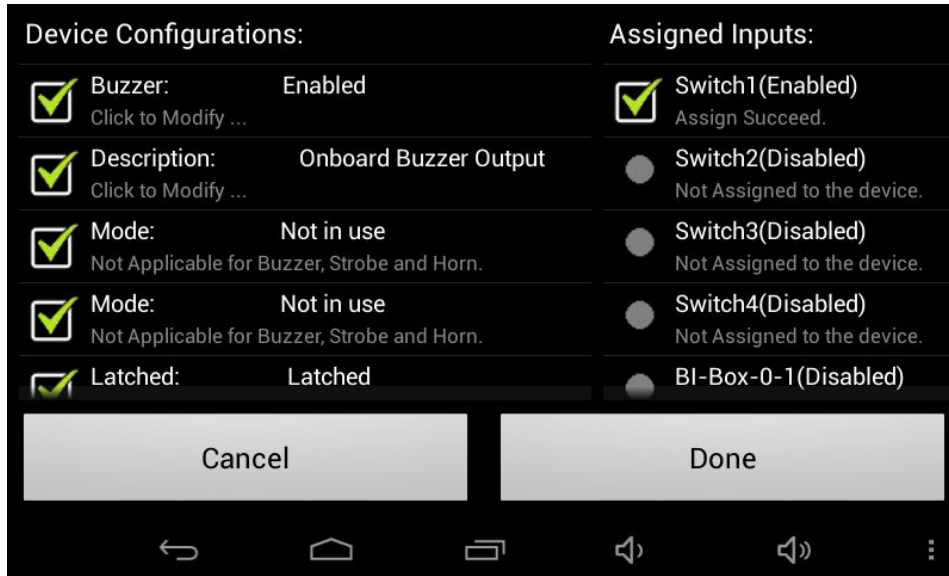 Device Configurations:
Buzzer: Enabled
Click to Modify ...
Description: Onboard Buzzer Output
Click to Modify ...
Mode: Not in use
Not Applicable for Buzzer, Strobe and Horn.
Mode: Not in use
Not Applicable for Buzzer, Strobe and Horn.
Latched: Latched
Assigned Inputs:
Switch1(Enabled)
Assign Succeed.
Switch2(Disabled)
Not Assigned to the device.
Switch3(Disabled)
Not Assigned to the device.
Switch4(Disabled)
Not Assigned to the device.
BI-Box-0-1(Disabled)
Cancel
Done